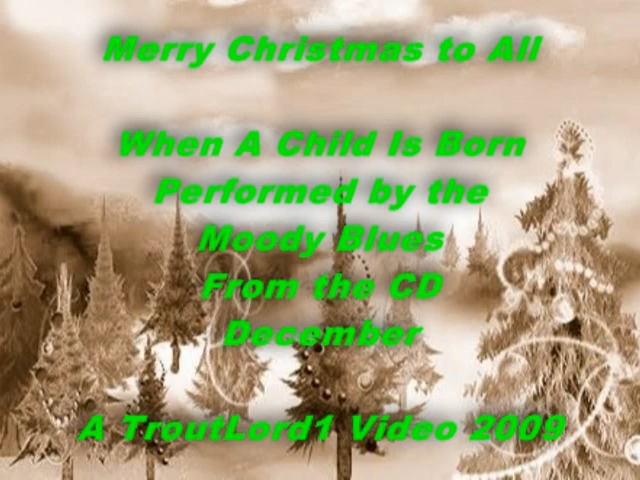 Merry Christmas to All
When A Child Is Born
Performed by the
Moody Blues
From the CD
December
A TroutLord1 Video 2009